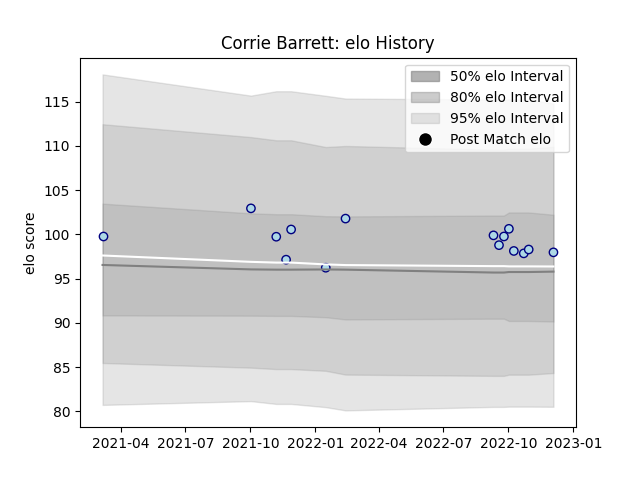 Corrie Barrett: elo History
50% elo Interval
80% elo Interval
95% elo Interval
Post Match elo
elo score
115
110
105
100
95
90
85
80
2021-04 2021-07 2021-10 2022-01 2022-04 2022-07 2022-10 2023-01